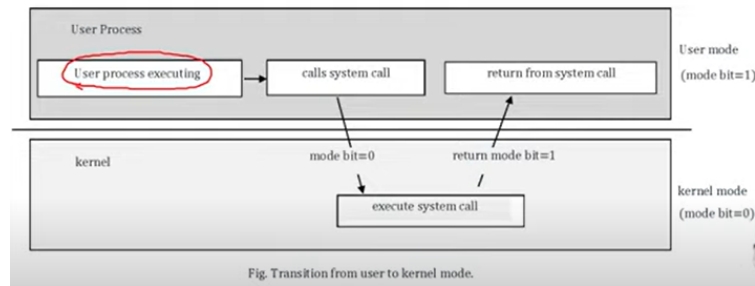 User Process
User mode
User process executing
calls system call
return from system call
(mode bit=1)
kernel
mode bit=0
return mode bit=1
kernel mode
execute system call
(mode bit=0)
Fig. Transition from user to kernel mode.